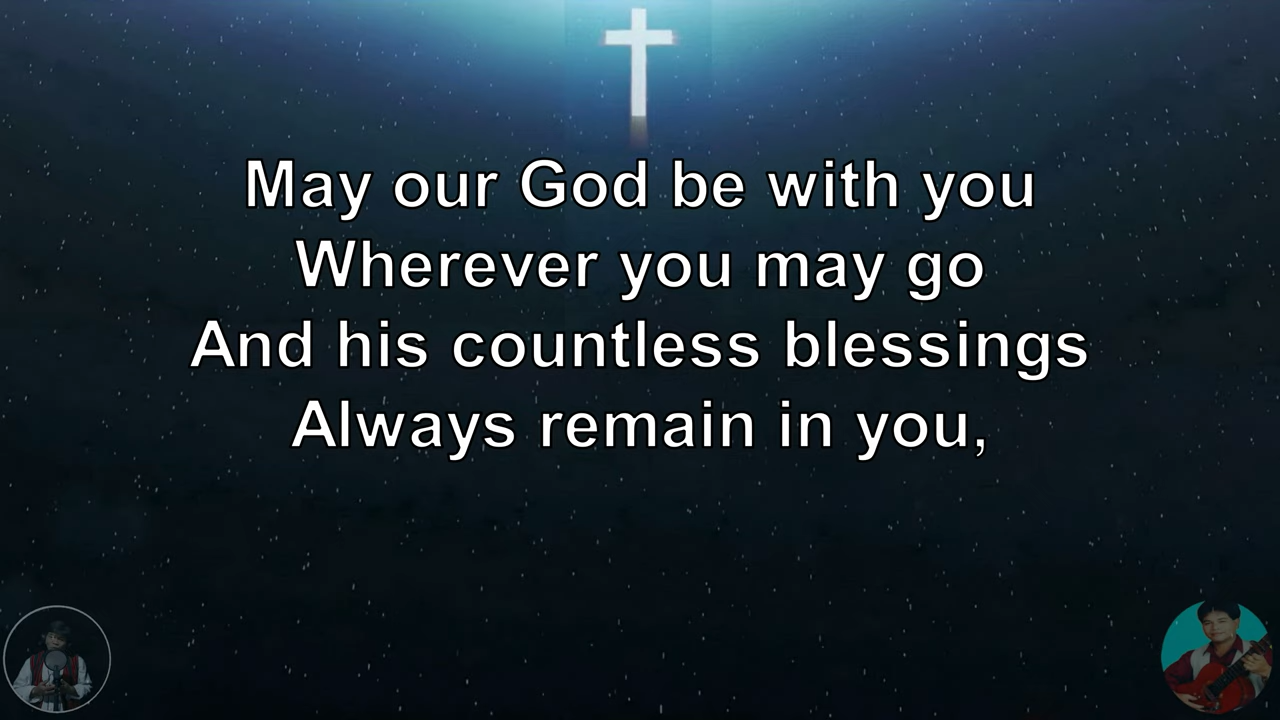 May our God be with you
Wherever you may go
And his countless blessings
Always remain in you,